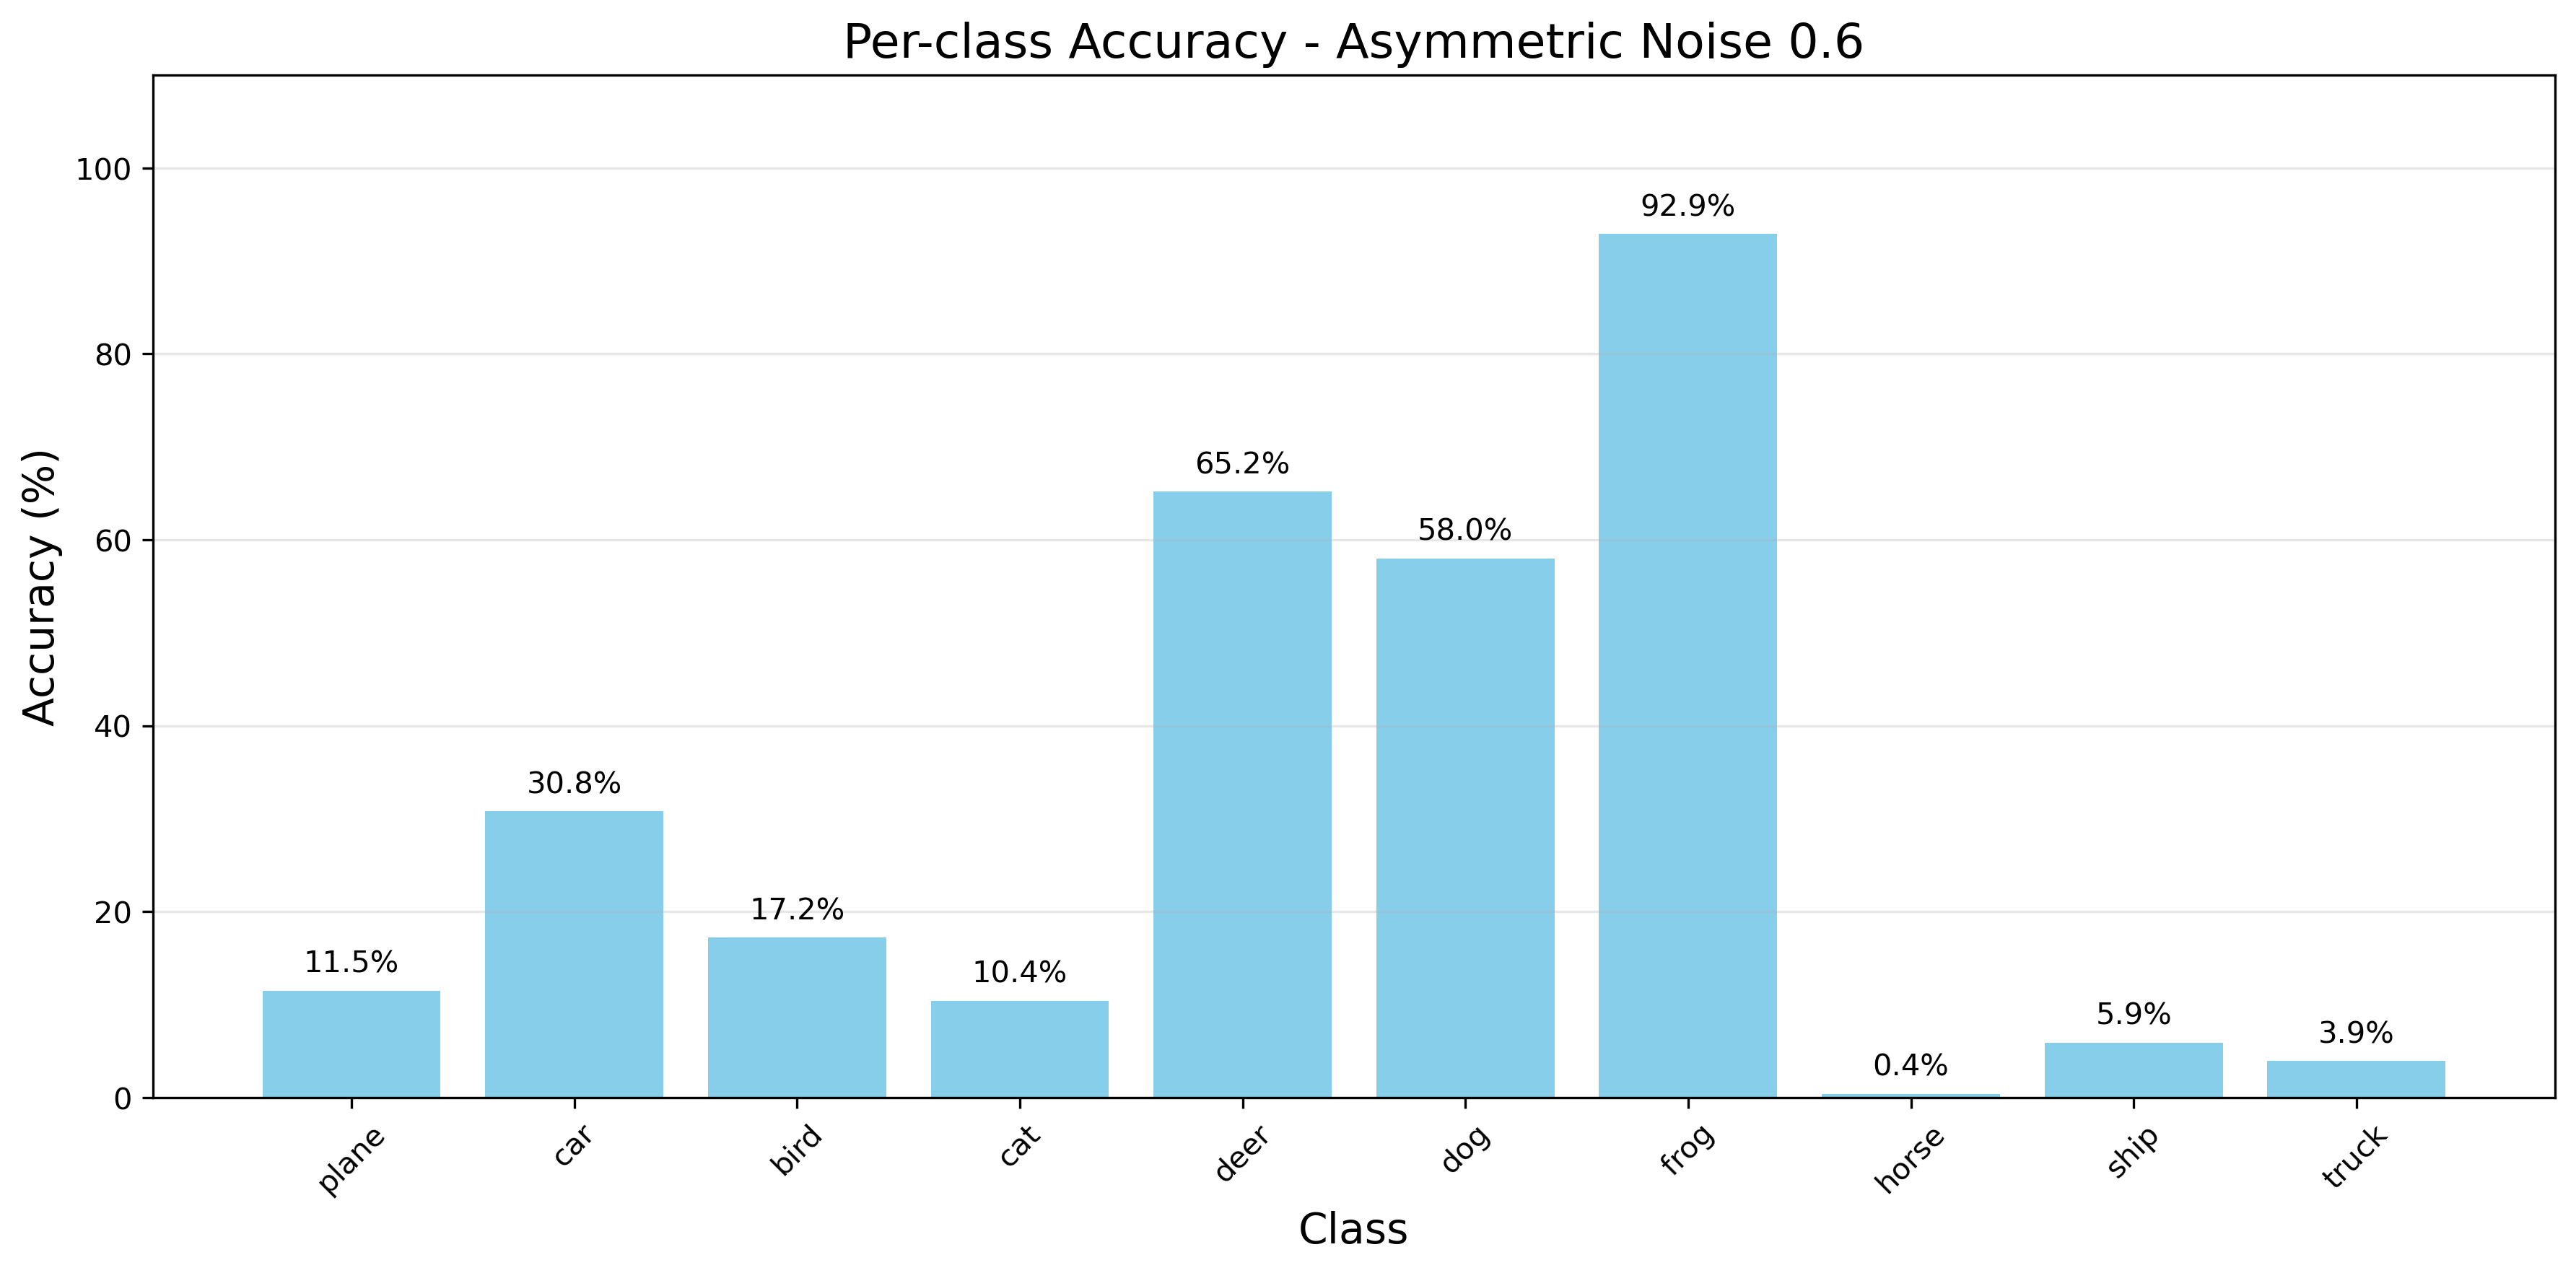 Per-class Accuracy - Asymmetric Noise 0.6
Accuracy (%)
100
80
60
40
20
0
11.5%
30.8%
17.2%
10.4%
65.2%
58.0%
92.9%
0.4%
5.9%
3.9%
plane
car
bird
cat
deer
dog
frog
horse
ship
truck
Class